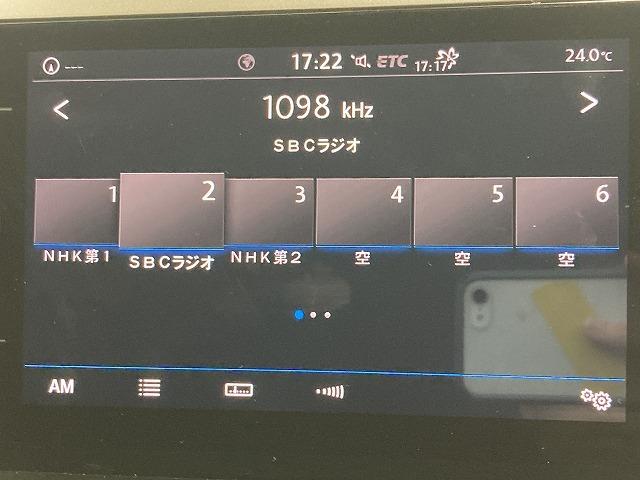 --- 17:22 ETC 17:17 24.0℃
< 1098 kHz >
SBCラジオ
1 2 3 4 5 6
NHK第1 SBCラジオ NHK第2 空 空 空
AM